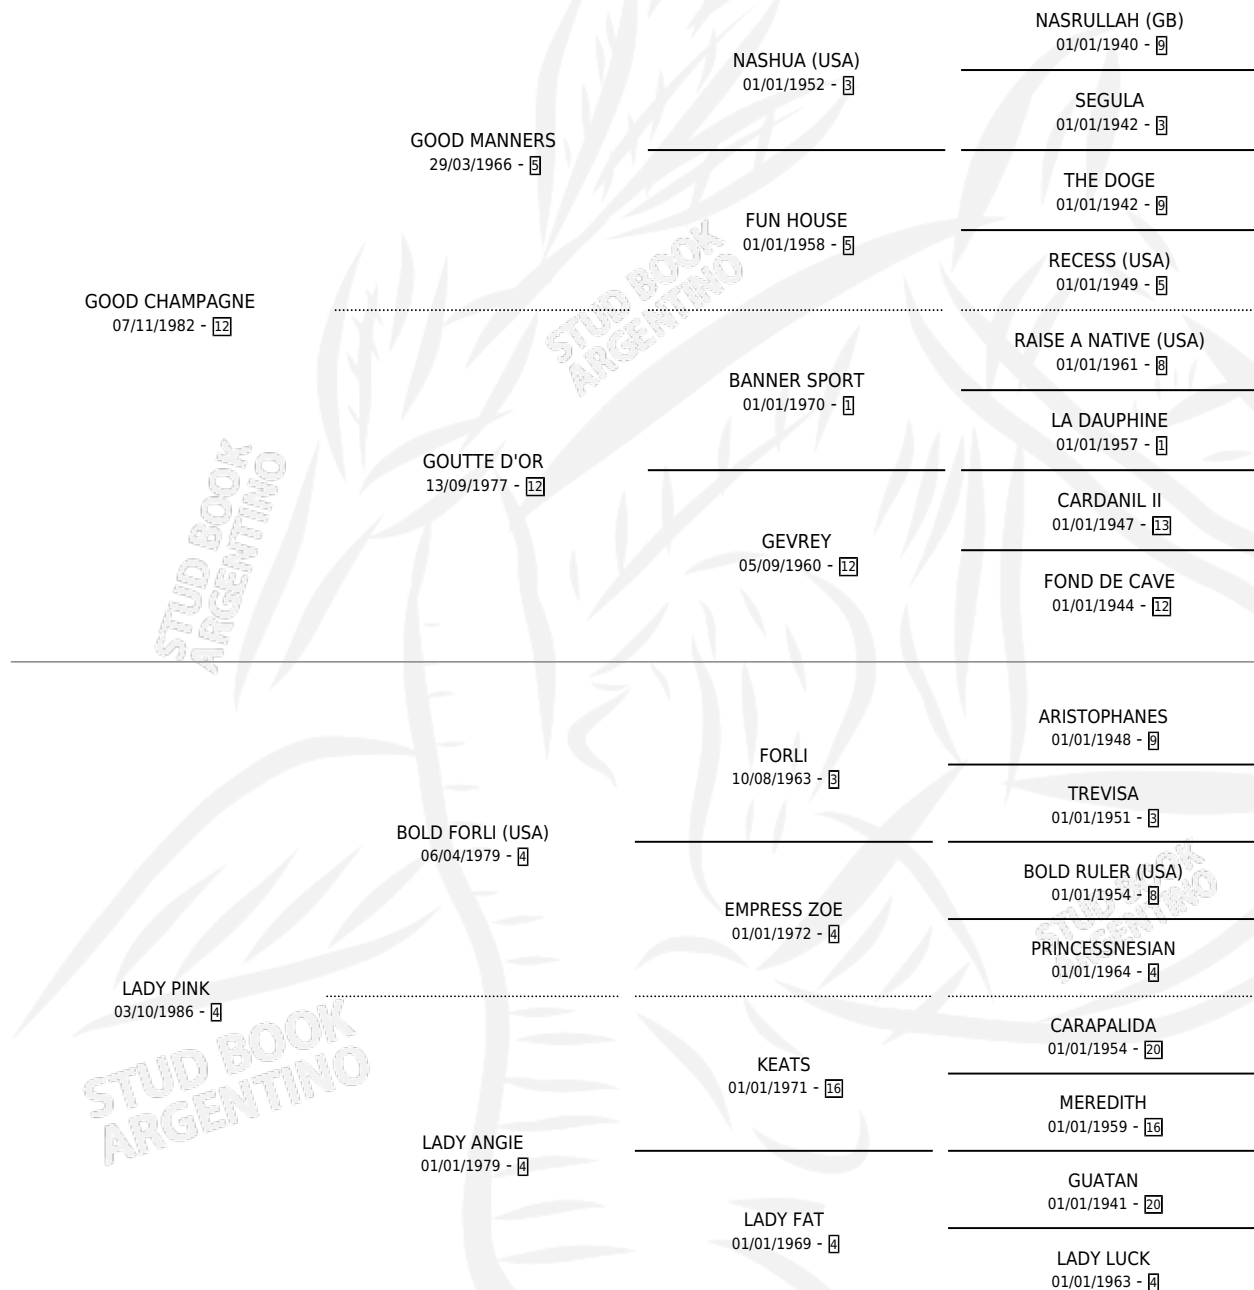 NASRULLAH (GB)
01/01/1940 - 9
NASHUA (USA)
01/01/1952 - 3
SEGULA
01/01/1942 - 3
GOOD MANNERS
29/03/1966 - 5
THE DOGE
01/01/1942 - 9
FUN HOUSE
01/01/1958 - 5
RECESS (USA)
01/01/1949 - 5
GOOD CHAMPAGNE
07/11/1982 - 12
RAISE A NATIVE (USA)
01/01/1961 - 8
BANNER SPORT
01/01/1970 - 1
LA DAUPHINE
01/01/1957 - 1
GOUTTE D'OR
13/09/1977 - 12
CARDANIL II
01/01/1947 - 13
GEVREY
05/09/1960 - 12
FOND DE CAVE
01/01/1944 - 12
ARISTOPHANES
01/01/1948 - 9
FORLI
10/08/1963 - 3
TREVISA
01/01/1951 - 3
BOLD FORLI (USA)
06/04/1979 - 4
BOLD RULER (USA)
01/01/1954 - 8
EMPRESS ZOE
01/01/1972 - 4
PRINCESSNESIAN
01/01/1964 - 4
LADY PINK
03/10/1986 - 4
CARAPALIDA
01/01/1954 - 20
KEATS
01/01/1971 - 16
MEREDITH
01/01/1959 - 16
LADY ANGIE
01/01/1979 - 4
GUATAN
01/01/1941 - 20
LADY FAT
01/01/1969 - 4
LADY LUCK
01/01/1963 - 4
STUD BOOK
ARGENTINO
STUD BOOK
ARGENTINO
STUD BOOK
ARGENTINO
STUD BOOK
ARGENTINO